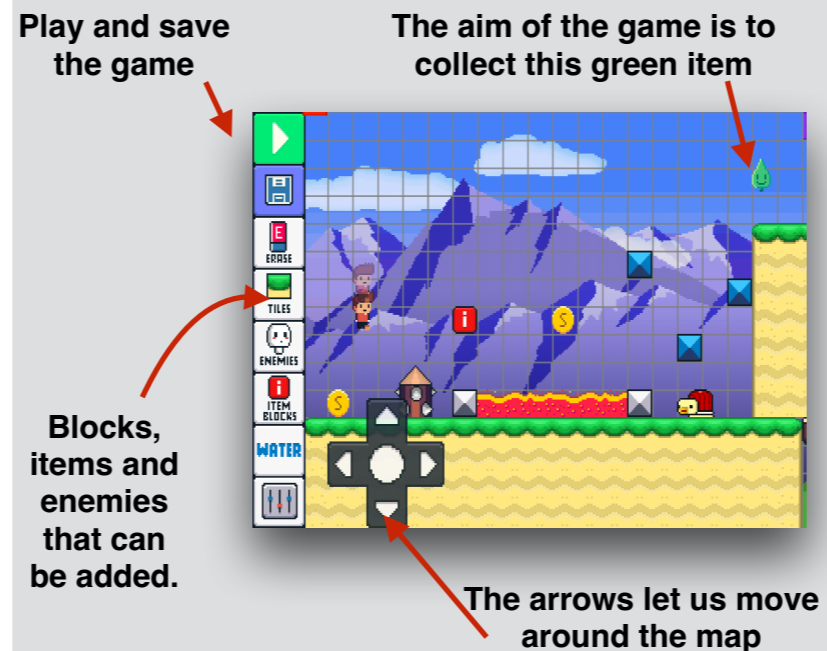 Play and save
the game
The aim of the game is to
collect this green item
E
ERASE
TILES
ENEMIES
i
ITEM
BLOCKS
WATER
i
S
S
Blocks,
items and
enemies
that can
be added.
The arrows let us move
around the map